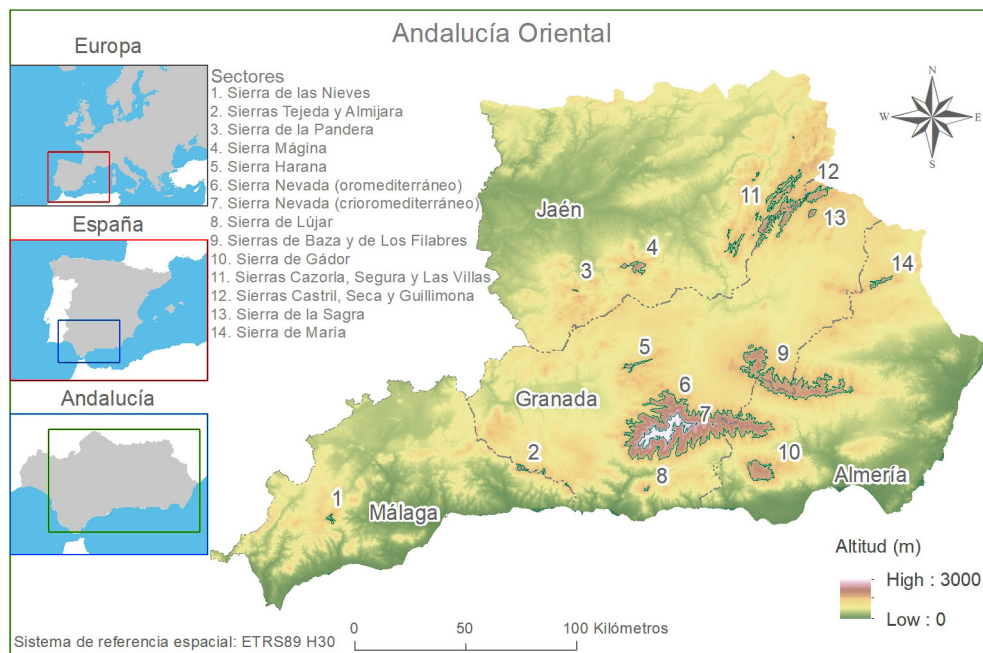 Andalucía Oriental
Europa
España
Andalucía
Sectores
1. Sierra de las Nieves
2. Sierras Tejeda y Almijara
3. Sierra de la Pandera
4. Sierra Mágina
5. Sierra Harana
6. Sierra Nevada (oromediterráneo)
7. Sierra Nevada (crioromediterráneo)
8. Sierra de Lújar
9. Sierras de Baza y de Los Filabres
10. Sierra de Gádor
11. Sierras Cazorla, Segura y Las Villas
12. Sierras Castril, Seca y Guillimona
13. Sierra de la Sagra
14. Sierra de María
N
W E
S
12
11
13
Jaén
4
14
3
5
9
6
Granada
7
2
10
8
Almería
1
Málaga
Altitud (m)
High : 3000
Low : 0
0 50 100 Kilómetros
Sistema de referencia espacial: ETRS89 H30